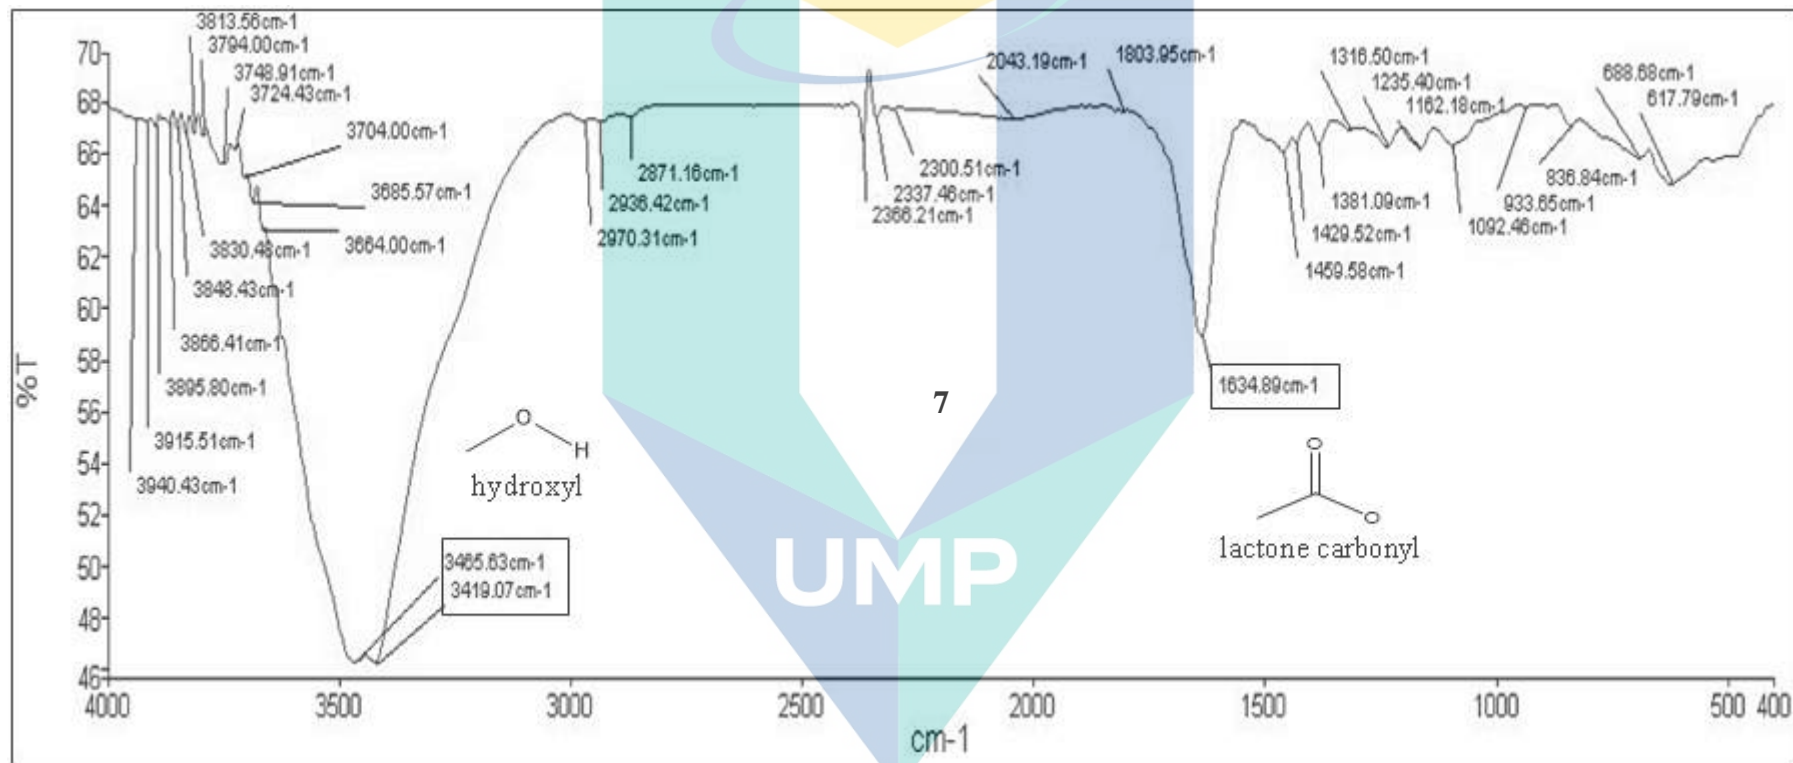 3813.56cm-1
3794.00cm-1
3748.91cm-1
3724.43cm-1
3704.00cm-1
3685.57cm-1
3664.00cm-1
3830.48cm-1
3848.43cm-1
3866.41cm-1
3895.80cm-1
3915.51cm-1
3940.43cm-1
70
68
66
64
62
60
58
56
54
52
50
48
46
%T
O
H
hydroxyl
3465.63cm-1
3419.07cm-1
2871.16cm-1
2936.42cm-1
2970.31cm-1
2043.19cm-1
1803.95cm-1
2300.51cm-1
2337.46cm-1
2366.21cm-1
7
UMP
1634.89cm-1
O
O
lactone carbonyl
1316.50cm-1
1235.40cm-1
1162.18cm-1
688.68cm-1
617.79cm-1
836.84cm-1
933.65cm-1
1092.46cm-1
1381.09cm-1
1429.52cm-1
1459.58cm-1
4000 3500 3000 2500 2000 1500 1000 500 400
cm-1